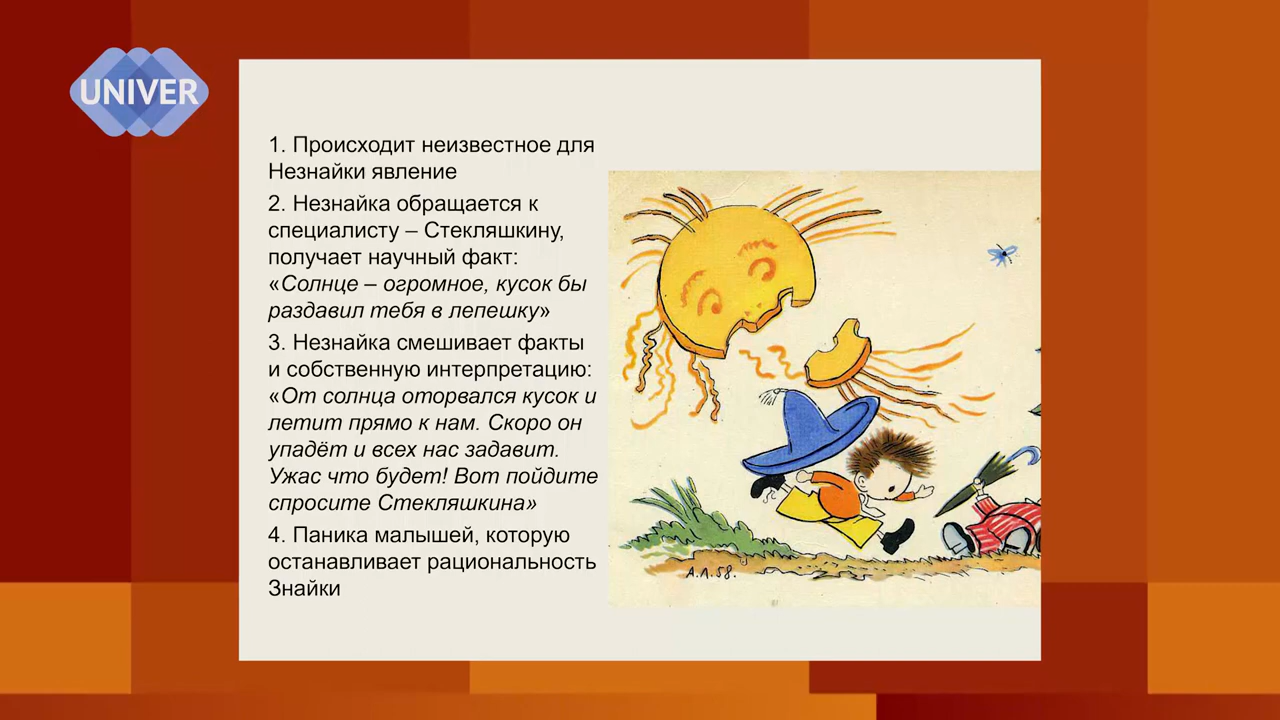 UNIVER
1. Происходит неизвестное для
Незнайки явление
2. Незнайка обращается к
специалисту – Стекляшкину,
получает научный факт:
«Солнце – огромное, кусок бы
раздавил тебя в лепешку»
3. Незнайка смешивает факты
и собственную интерпретацию:
«От солнца оторвался кусок и
летит прямо к нам. Скоро он
упадёт и всех нас задавит.
Ужас что будет! Вот пойдите
спросите Стекляшкина»
4. Паника малышей, которую
останавливает рациональность
Знайки
А.Л.58.